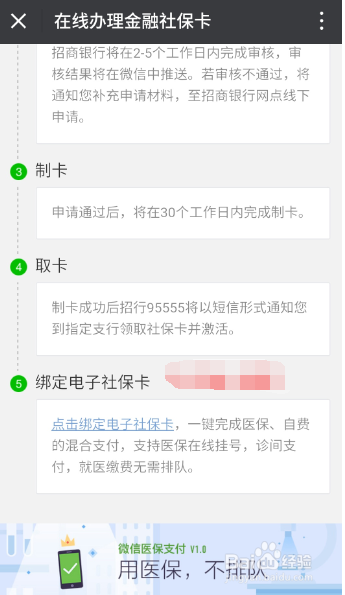 在线办理金融社保卡
招商银行将在2-5个工作日内完成审核，审
核结果将在微信中推送。若审核不通过，将
通知您补充申请材料，至招商银行网点线下
申请。
3 制卡
申请通过后，将在30个工作日内完成制卡。
4 取卡
制卡成功后招行95555将以短信形式通知您
到指定支行领取社保卡并激活。
5 绑定电子社保卡
点击绑定电子社保卡，一键完成医保、自费
的混合支付，支持医保在线挂号，诊间支
付，就医缴费无需排队。
微信医保支付 V1.0
用医保，不排队
Baidu经验